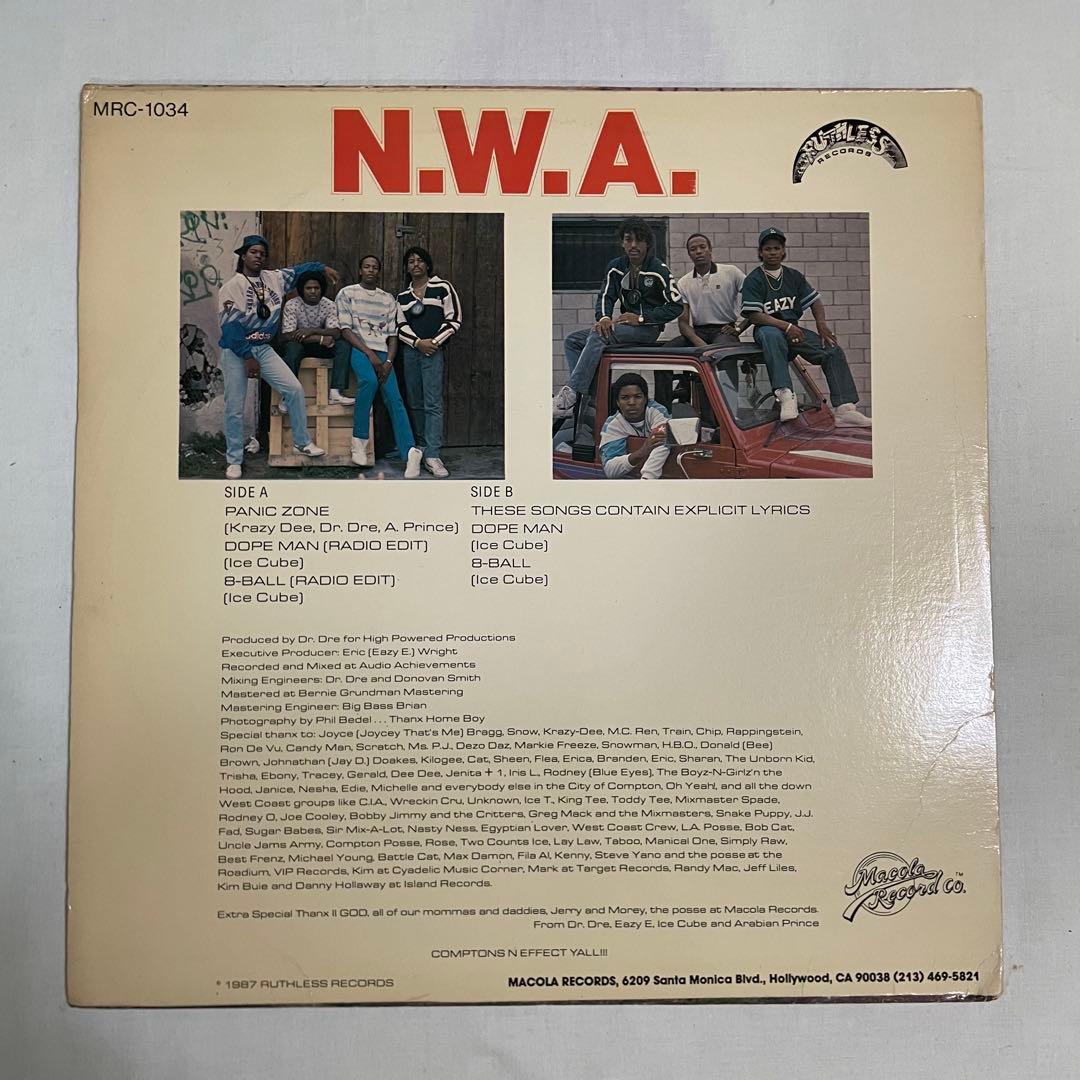 MRC-1034
N.W.A.
RUTHLESS
RECORDS
adidas
EAZY
SIDE A
PANIC ZONE
(Krazy Dee, Dr. Dre, A. Prince)
DOPE MAN (RADIO EDIT)
(Ice Cube)
8-BALL (RADIO EDIT)
(Ice Cube)
SIDE B
THESE SONGS CONTAIN EXPLICIT LYRICS
DOPE MAN
(Ice Cube)
8-BALL
(Ice Cube)
Produced by Dr. Dre for High Powered Productions
Executive Producer: Eric (Eazy E.) Wright
Recorded and Mixed at Audio Achievements
Mixing Engineers: Dr. Dre and Donovan Smith
Mastered at Bernie Grundman Mastering
Mastering Engineer: Big Bass Brian
Photography by Phil Bedel . . . Thanx Home Boy
Special thanx to: Joyce (Joycey That's Me) Bragg, Snow, Krazy-Dee, M.C. Ren, Train, Chip, Rappingstein,
Ron De Vu, Candy Man, Scratch, Ms. P.J., Dezo Daz, Markie Freeze, Snowman, H.B.O., Donald (Bee)
Brown, Johnathan (Jay D.) Doakes, Kilogee, Cat, Sheen, Flea, Erica, Branden, Eric, Sharan, The Unborn Kid,
Trisha, Ebony, Tracey, Gerald, Dee Dee, Jenita + 1, Iris L., Rodney (Blue Eyes), The Boyz-N-Girlz'n the
Hood, Janice, Nesha, Edie, Michelle and everybody else in the City of Compton, Oh Yeah!, and all the down
West Coast groups like C.I.A., Wreckin Cru, Unknown, Ice T., King Tee, Toddy Tee, Mixmaster Spade,
Rodney O, Joe Cooley, Bobby Jimmy and the Critters, Greg Mack and the Mixmasters, Snake Puppy, J.J.
Fad, Sugar Babes, Sir Mix-A-Lot, Nasty Ness, Egyptian Lover, West Coast Crew, L.A. Posse, Bob Cat,
Uncle Jams Army, Compton Posse, Rose, Two Counts Ice, Lay Law, Taboo, Manical One, Simply Raw,
Best Frenz, Michael Young, Battle Cat, Max Damon, Fila Al, Kenny, Steve Yano and the posse at the
Roadium, VIP Records, Kim at Cyadelic Music Corner, Mark at Target Records, Randy Mac, Jeff Liles,
Kim Buie and Danny Hollaway at Island Records.
Macola
Record Co.™
Extra Special Thanx II GOD, all of our mommas and daddies, Jerry and Morey, the posse at Macola Records.
From Dr. Dre, Eazy E, Ice Cube and Arabian Prince
COMPTONS N EFFECT YALL!!!
℗ 1987 RUTHLESS RECORDS
MACOLA RECORDS, 6209 Santa Monica Blvd., Hollywood, CA 90038 (213) 469-5821